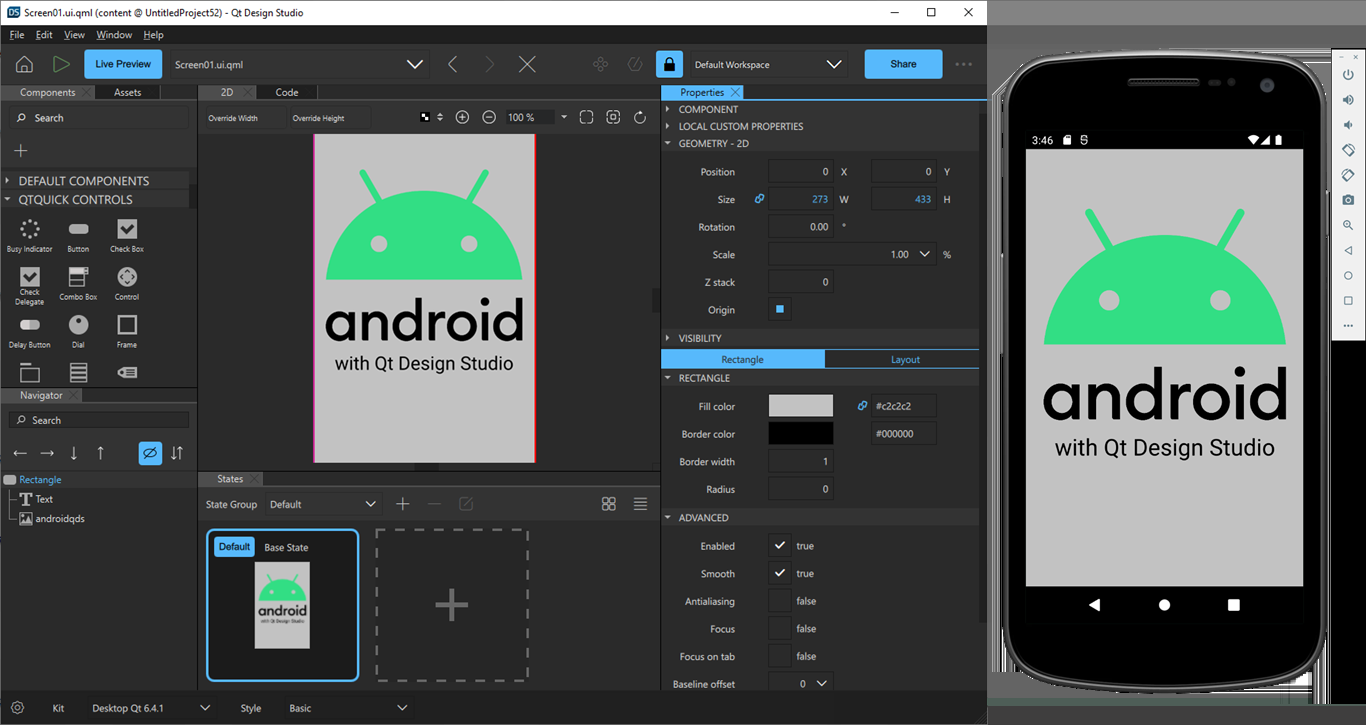 Screen01.ui.qml (content @ UntitledProject52) - Qt Design Studio
File Edit View Window Help
Live Preview
Screen01.ui.qml
Default Workspace
Share
Components
Assets
2D
Code
Properties
Search
Override Width
Override Height
100 %
DEFAULT COMPONENTS
QTQUICK CONTROLS
Busy Indicator
Button
Check Box
Check Delegate
Combo Box
Control
Delay Button
Dial
Frame
Navigator
Search
Rectangle
Text
androidqds
android
with Qt Design Studio
States
State Group
Default
Default
Base State
android
with Qt Design Studio
COMPONENT
LOCAL CUSTOM PROPERTIES
GEOMETRY - 2D
Position 0 X 0 Y
Size 273 W 433 H
Rotation 0.00 °
Scale 1.00 %
Z stack 0
Origin
VISIBILITY
Rectangle
Layout
RECTANGLE
Fill color #c2c2c2
Border color #000000
Border width 1
Radius 0
ADVANCED
Enabled true
Smooth true
Antialiasing false
Focus false
Focus on tab false
Baseline offset 0
Kit Desktop Qt 6.4.1 Style Basic
3:46
android
with Qt Design Studio